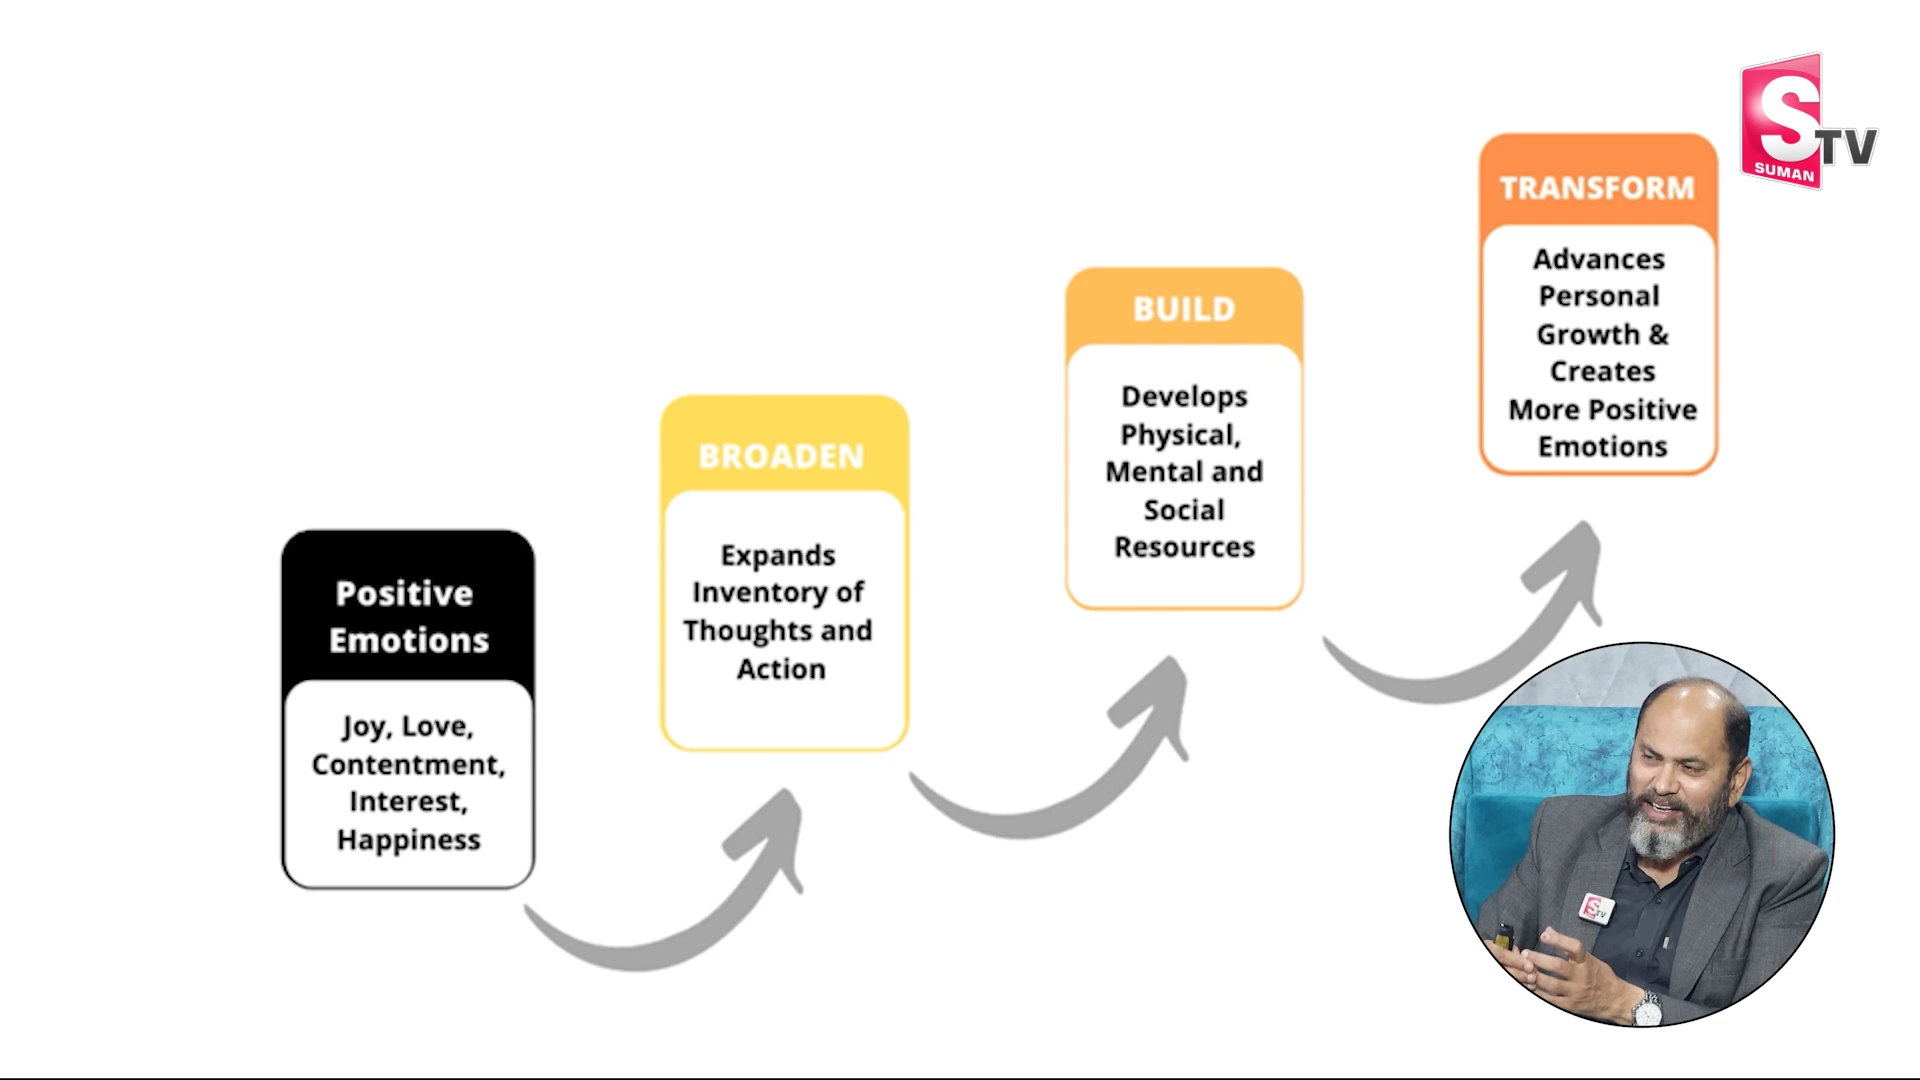 Positive
Emotions
Joy, Love,
Contentment,
Interest,
Happiness
BROADEN
Expands
Inventory of
Thoughts and
Action
BUILD
Develops
Physical,
Mental and
Social
Resources
TRANSFORM
Advances
Personal
Growth &
Creates
More Positive
Emotions
S TV
SUMAN
S TV